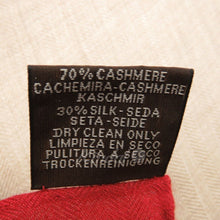 70% CASHMERE
CACHEMIRA-CASHMERE
KASCHMIR
30% SILK-SEDA
SETA-SEIDE
DRY CLEAN ONLY
LIMPIEZA EN SECO
PULITURA A SECCO
TROCKENREINIGUNG